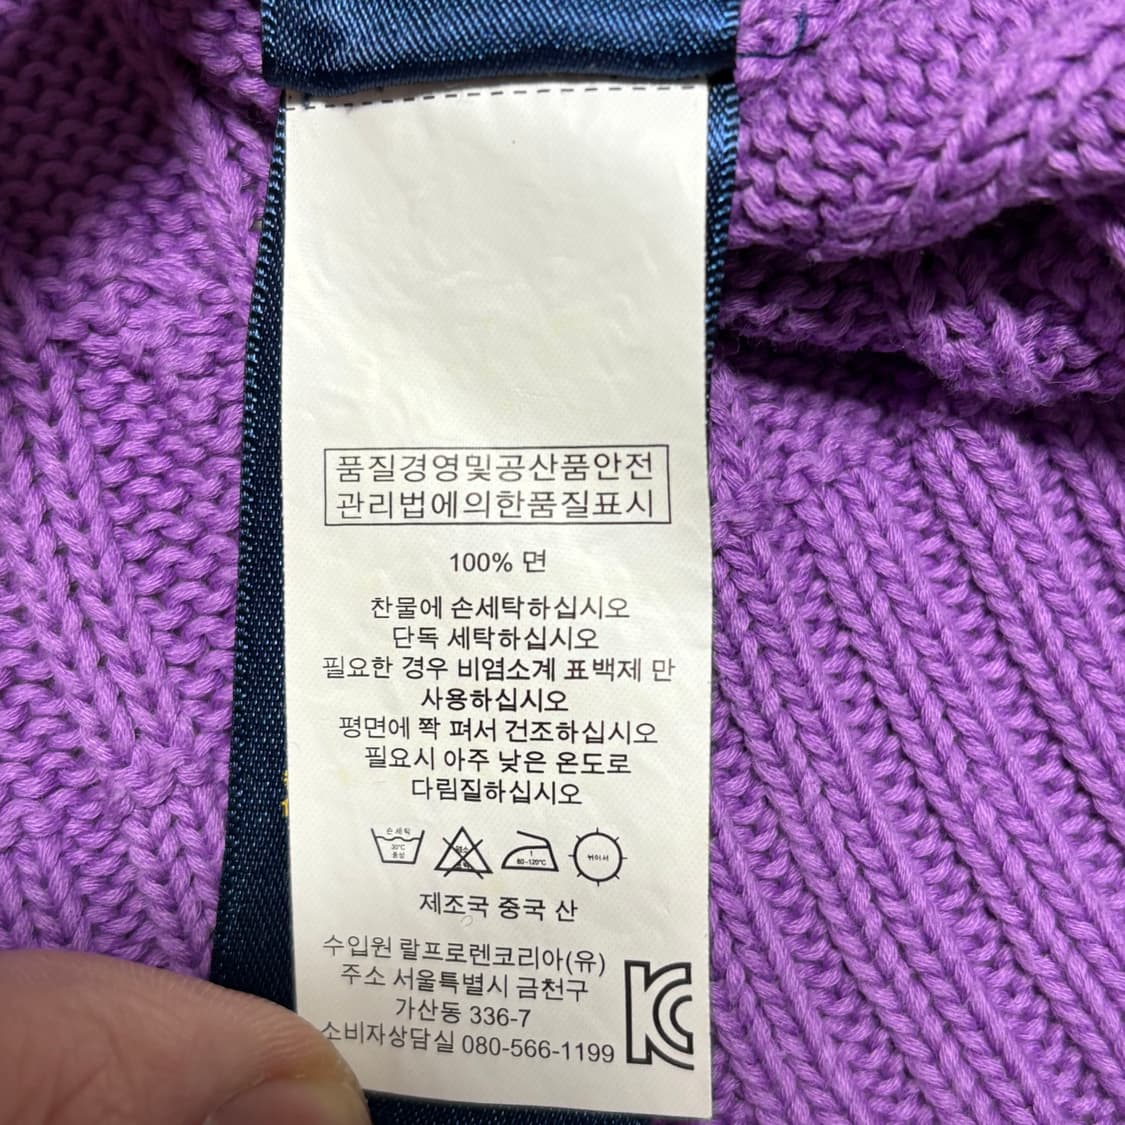 품질경영및공산품안전
관리법에의한품질표시
100% 면
찬물에 손세탁하십시오
단독 세탁하십시오
필요한 경우 비염소계 표백제 만
사용하십시오
평면에 쫙 펴서 건조하십시오
필요시 아주 낮은 온도로
다림질하십시오
손세탁
30°C
중성
염소
1
80-120°C
뉘어서
제조국 중국 산
수입원 랄프로렌코리아(유)
주소 서울특별시 금천구
가산동 336-7
소비자상담실 080-566-1199
KC